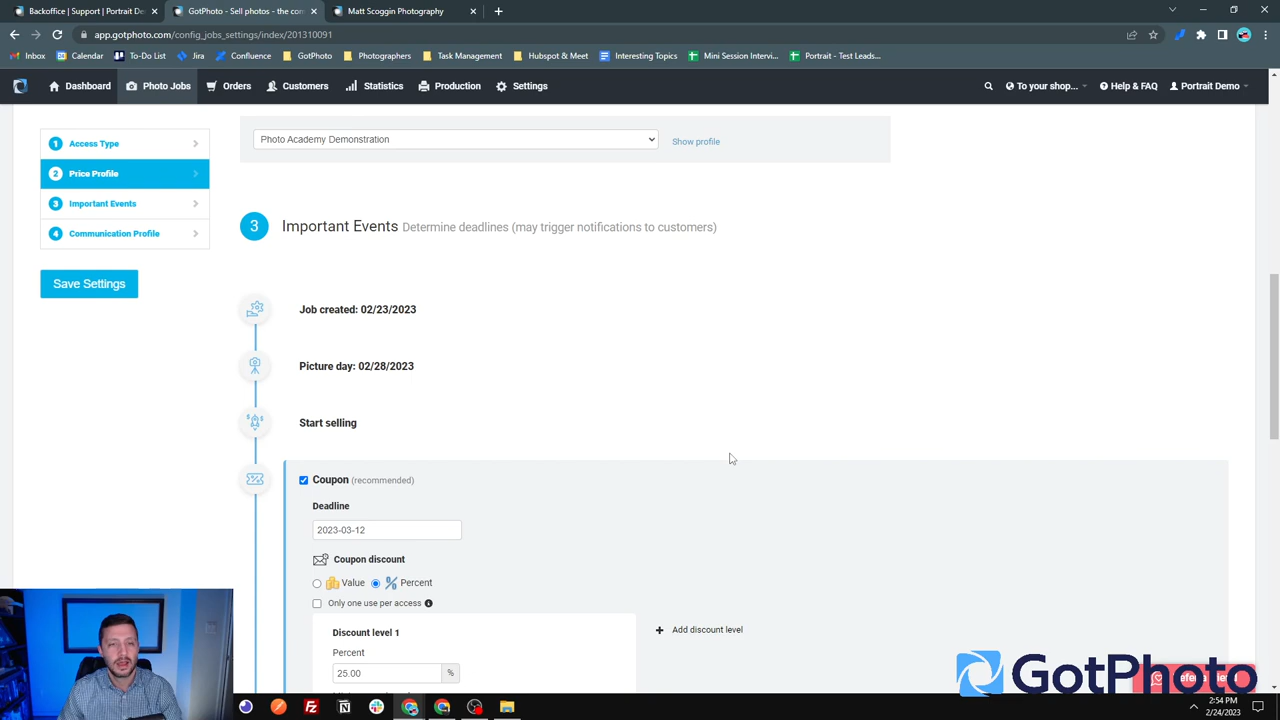 Backoffice | Support | Portrait De
GotPhoto - Sell photos - the con
Matt Scoggin Photography
app.gotphoto.com/config_jobs_settings/index/201310091
Inbox
Calendar
To-Do List
Jira
Confluence
GotPhoto
Photographers
Task Management
Hubspot & Meet
Interesting Topics
Mini Session Intervi...
Portrait - Test Leads...
Dashboard
Photo Jobs
Orders
Customers
Statistics
Production
Settings
To your shop...
Help & FAQ
Portrait Demo
1 Access Type
2 Price Profile
3 Important Events
4 Communication Profile
Save Settings
Photo Academy Demonstration
Show profile
3 Important Events Determine deadlines (may trigger notifications to customers)
Job created: 02/23/2023
Picture day: 02/28/2023
Start selling
Coupon (recommended)
Deadline
2023-03-12
Coupon discount
Value
Percent
Only one use per access
Discount level 1
Percent
25.00 %
Add discount level
GotPhoto
2:54 PM
2/24/2023